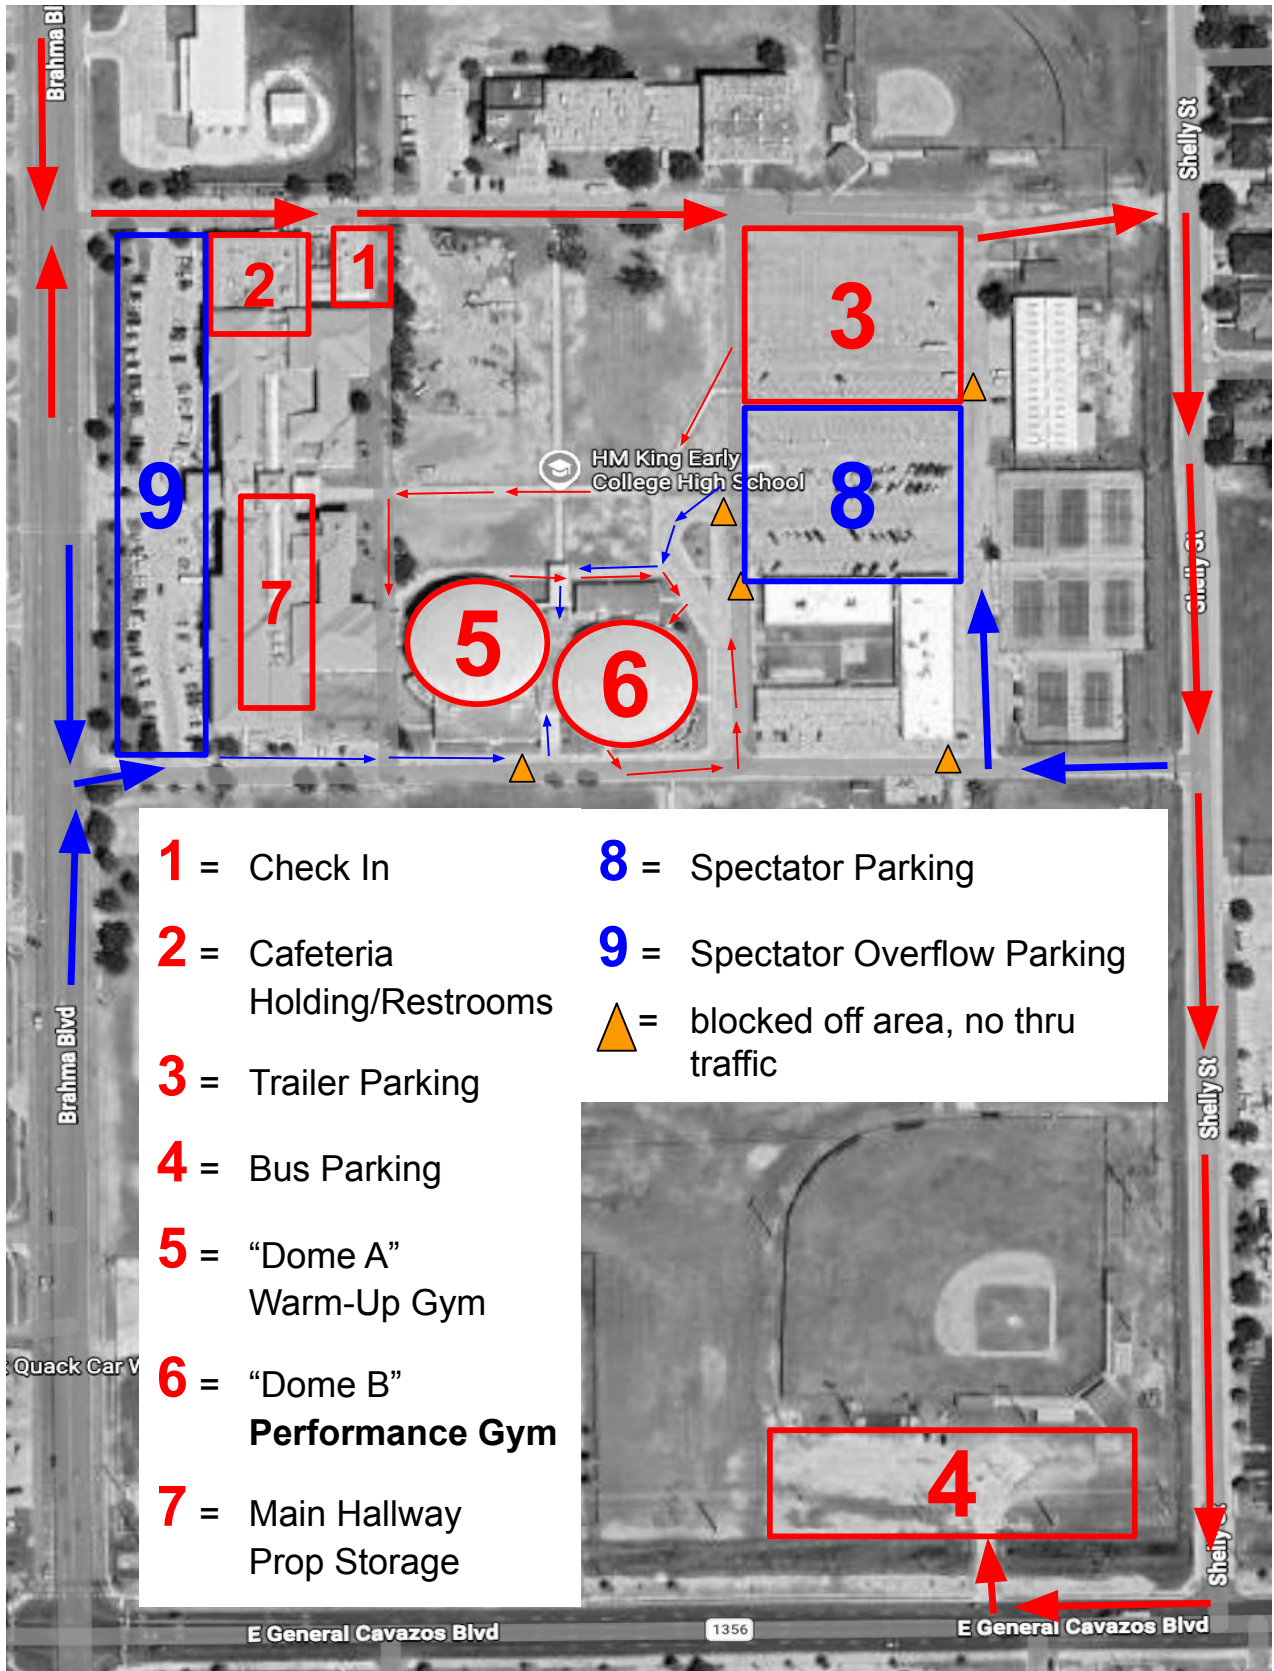 Brahma Bl
Shelly St
1
2
3
HM King Early
College High School
9
8
7
5
6
Shelly St
1 = Check In
2 = Cafeteria
Holding/Restrooms
3 = Trailer Parking
4 = Bus Parking
5 = “Dome A”
Warm-Up Gym
6 = “Dome B”
Performance Gym
7 = Main Hallway
Prop Storage
8 = Spectator Parking
9 = Spectator Overflow Parking
= blocked off area, no thru
traffic
Brahma Blvd
Shelly St
Quack Car W
4
Shelly St
E General Cavazos Blvd
1356
E General Cavazos Blvd